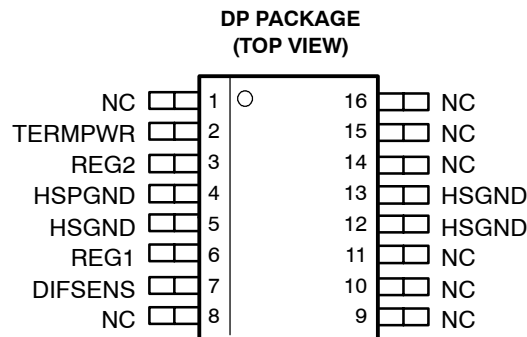 DP PACKAGE
(TOP VIEW)
NC 1 16 NC
TERMPWR 2 15 NC
REG2 3 14 NC
HSPGND 4 13 HSGND
HSGND 5 12 HSGND
REG1 6 11 NC
DIFSENS 7 10 NC
NC 8 9 NC